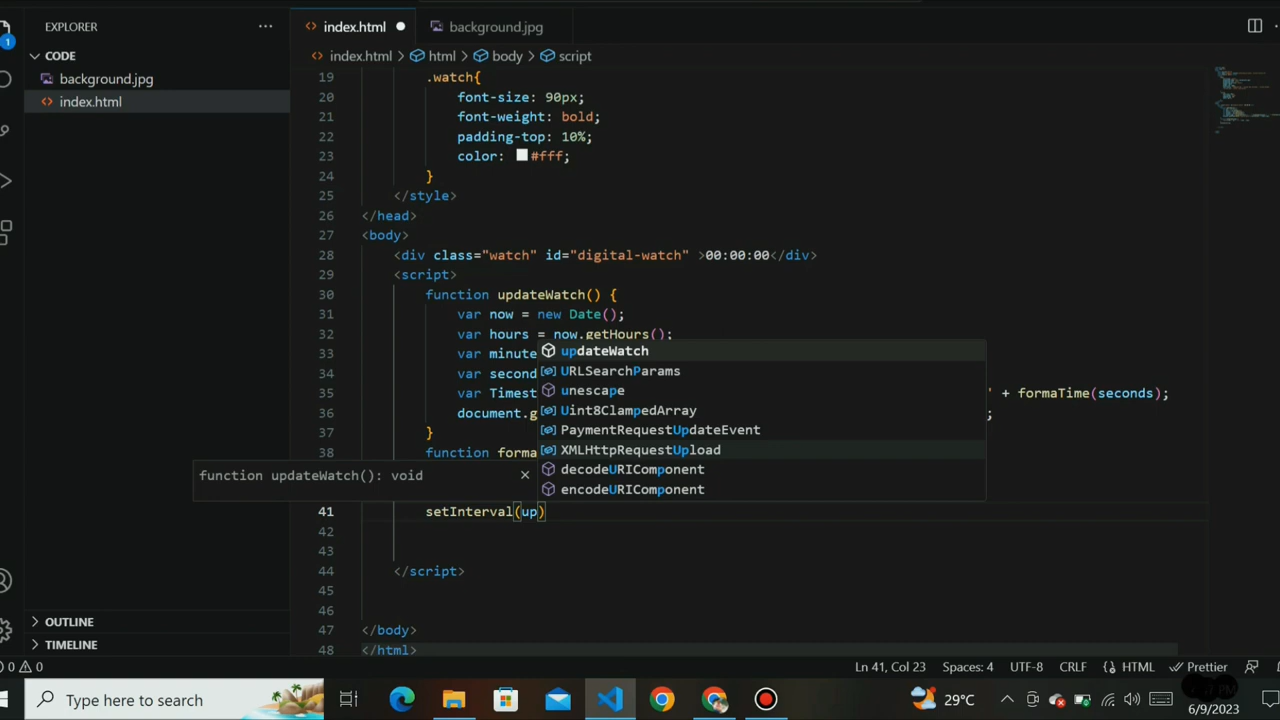 EXPLORER
index.html
background.jpg
CODE
background.jpg
index.html
1
index.html > html > body > script
19 .watch{
20 font-size: 90px;
21 font-weight: bold;
22 padding-top: 10%;
23 color: #fff;
24 }
25 </style>
26 </head>
27 <body>
28 <div class="watch" id="digital-watch" >00:00:00</div>
29 <script>
30 function updateWatch() {
31 var now = new Date();
32 var hours = now.getHours();
33 var minute
34 var second
35 var Timest ' + formaTime(seconds);
36 document.g ;
37 }
38 function forma
updateWatch
URLSearchParams
unescape
Uint8ClampedArray
PaymentRequestUpdateEvent
XMLHttpRequestUpload
decodeURIComponent
encodeURIComponent
function updateWatch(): void
41 setInterval(up)
42
43
44 </script>
45
46
47 </body>
48 </html>
OUTLINE
TIMELINE
0 0
Ln 41, Col 23 Spaces: 4 UTF-8 CRLF HTML Prettier
Type here to search
29°C
PM
6/9/2023